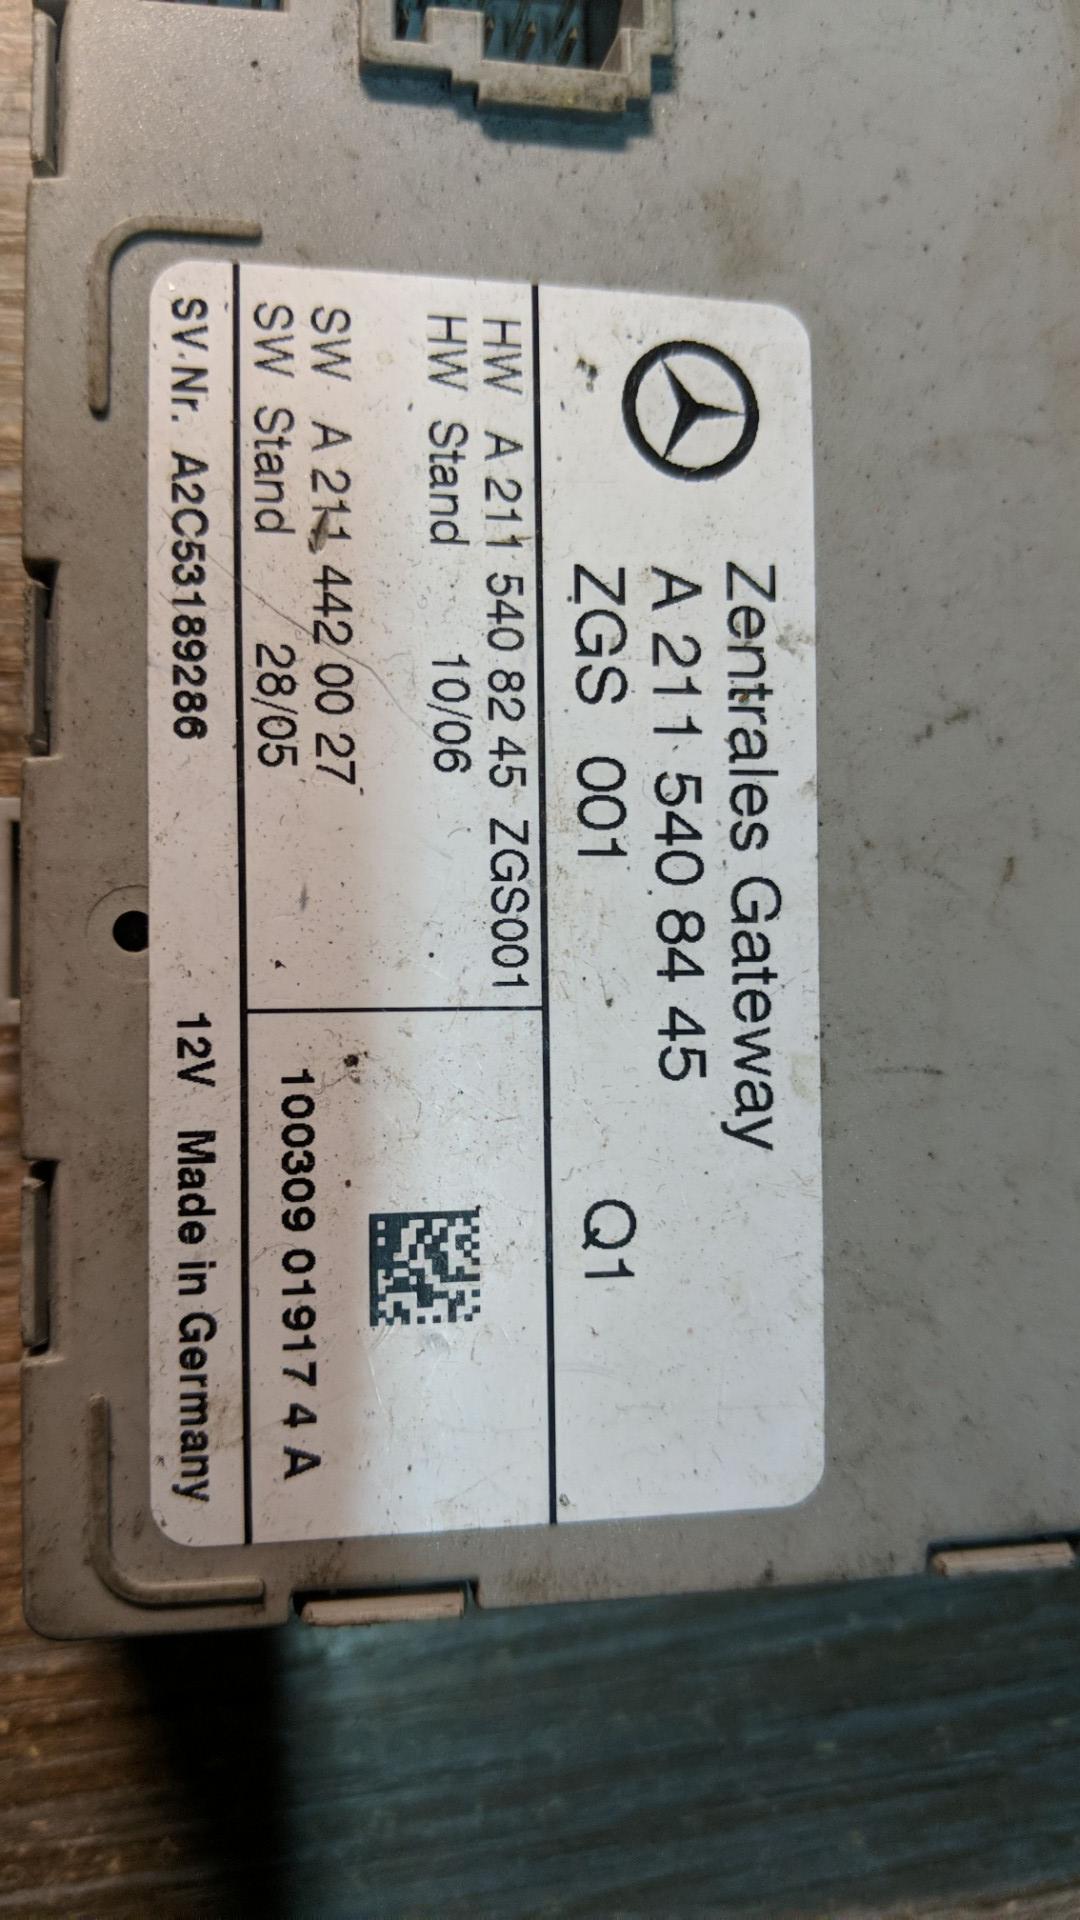 Zentrales Gateway
A 211 540 84 45
ZGS 001 Q1
HW A 211 540 82 45 ZGS001
HW Stand 10/06
SW A 211 442 00 27
SW Stand 28/05
100309 01917 4 A
SV.Nr. A2C53189286 12V Made in Germany